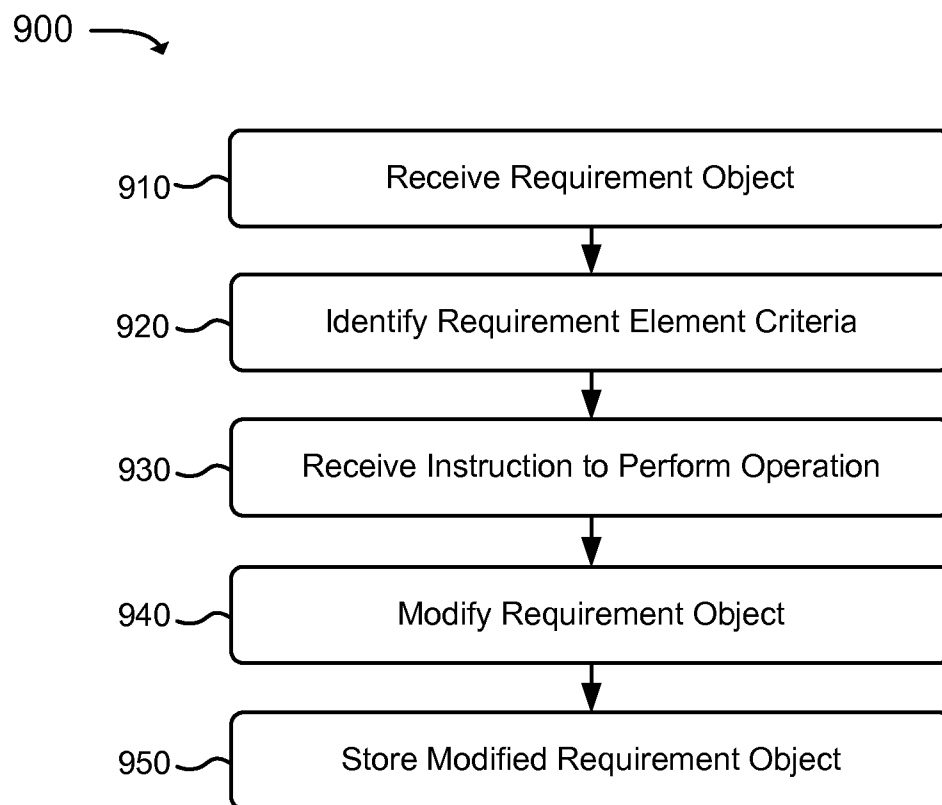 900
910 Receive Requirement Object
920 Identify Requirement Element Criteria
930 Receive Instruction to Perform Operation
940 Modify Requirement Object
950 Store Modified Requirement Object